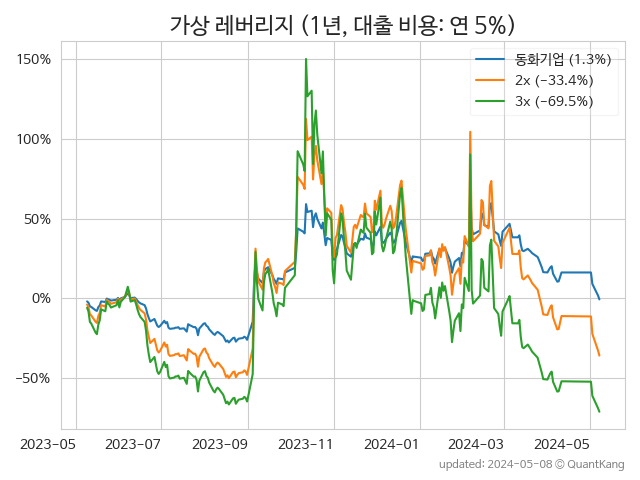 가상 레버리지 (1년, 대출 비용: 연 5%)
동화기업 (1.3%)
2x (−33.4%)
3x (−69.5%)
150%
100%
50%
0%
−50%
2023-05
2023-07
2023-09
2023-11
2024-01
2024-03
2024-05
updated: 2024-05-08 ⓒ QuantKang